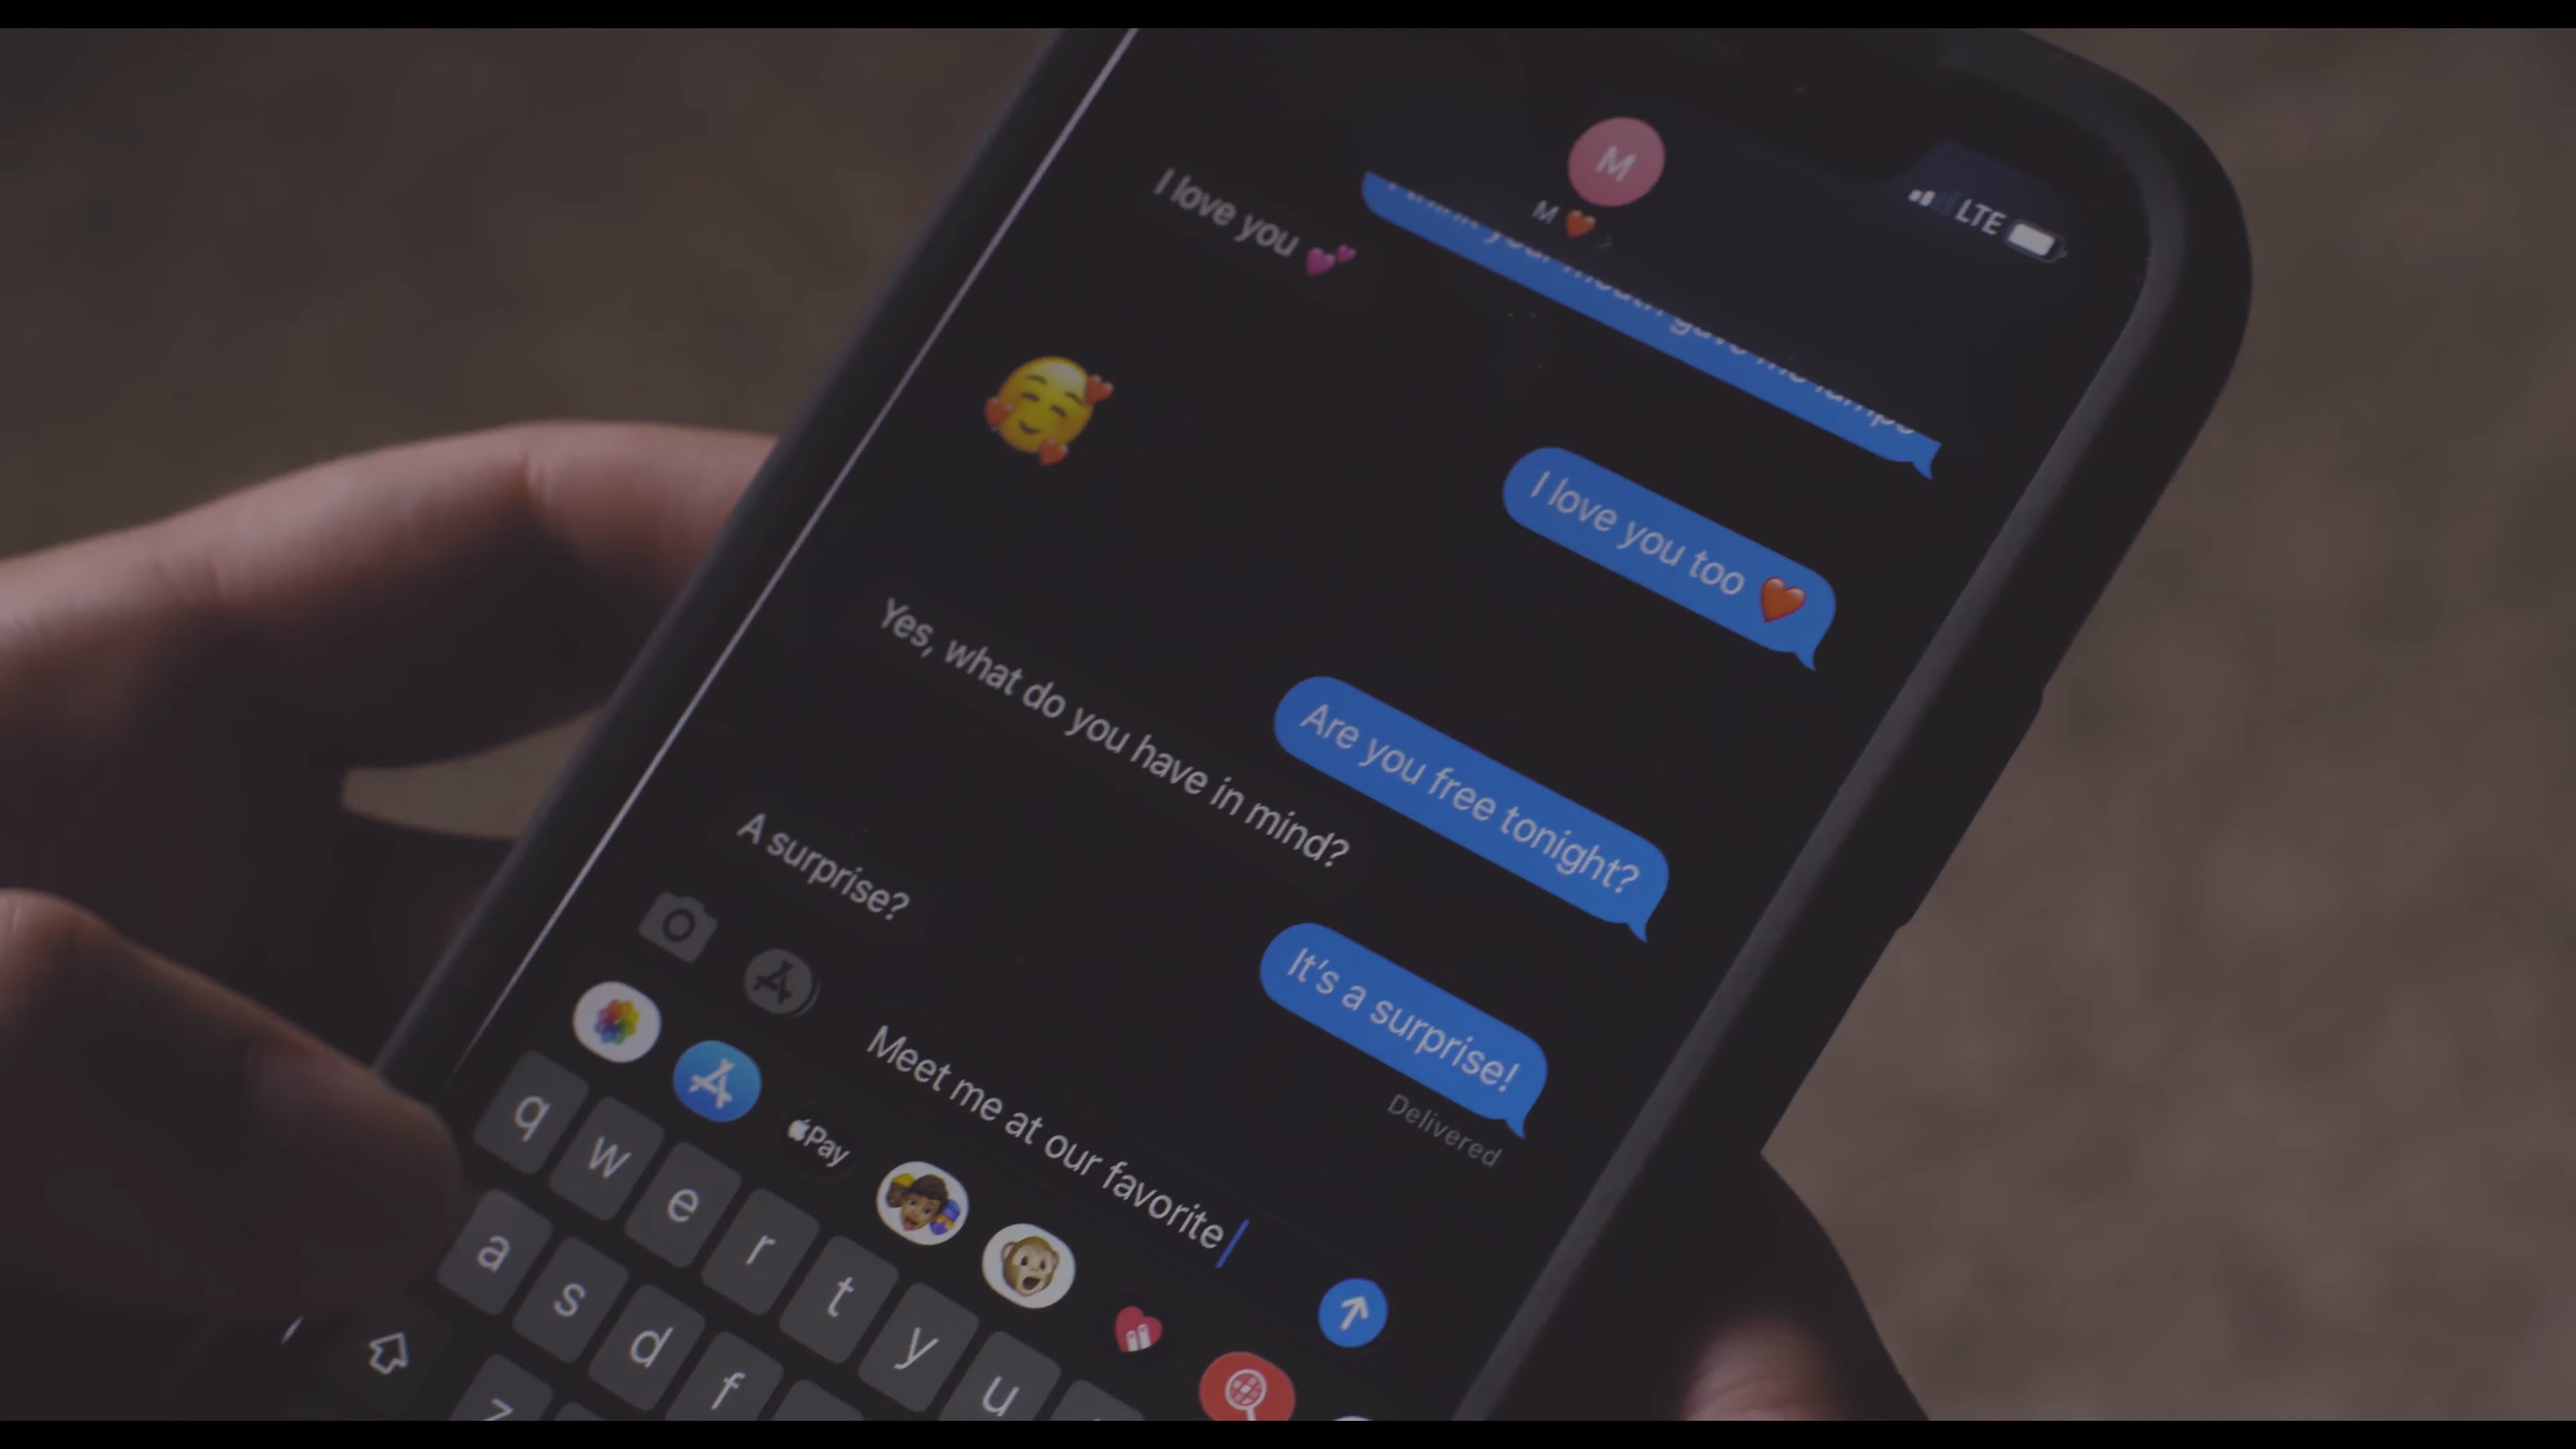 M
LTE
M ❤️
I love you 💕
I love you too ❤️
Are you free tonight?
Yes, what do you have in mind?
It's a surprise!
Delivered
A surprise?
Meet me at our favorite
Pay
q w e r t y u
a s d f
z